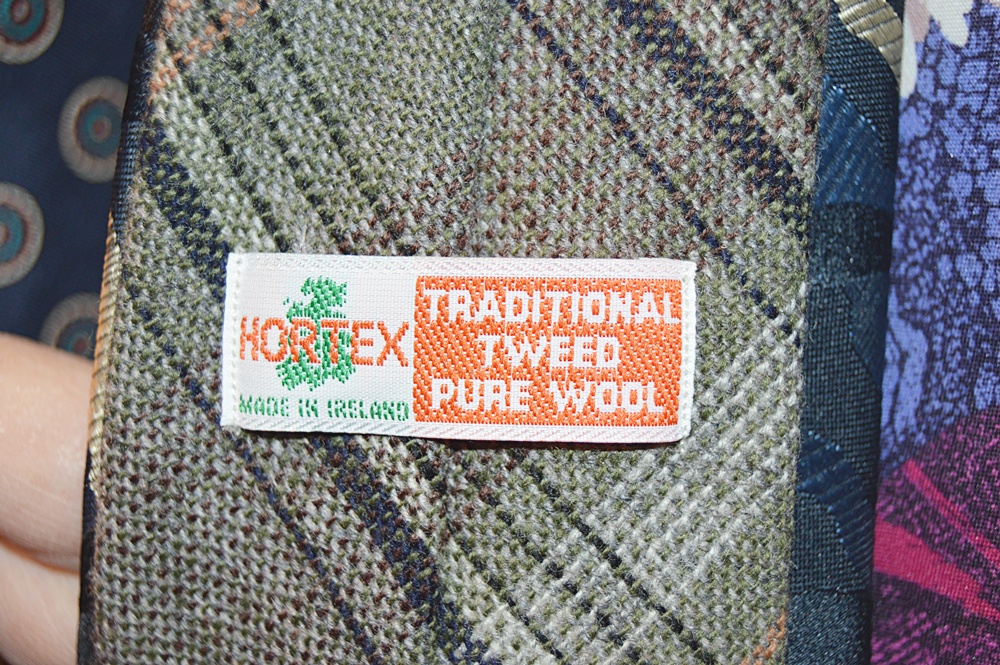 HORTEX
MADE IN IRELAND
TRADITIONAL
TWEED
PURE WOOL